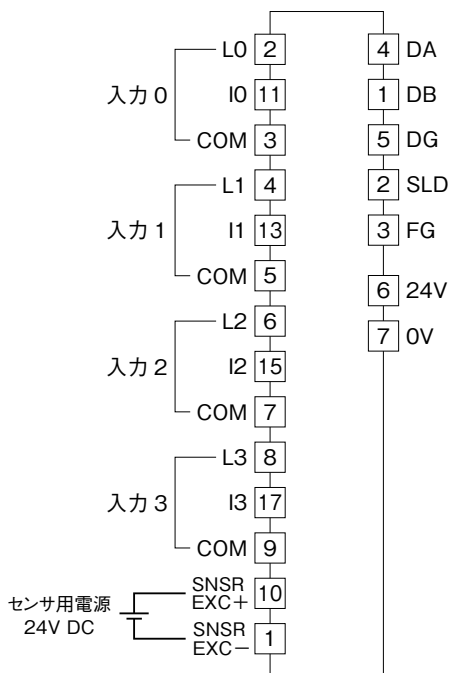 L0 2
入力 0
I0 11
COM 3
L1 4
入力 1
I1 13
COM 5
L2 6
入力 2
I2 15
COM 7
L3 8
入力 3
I3 17
COM 9
センサ用電源
24V DC
SNSR
EXC+ 10
SNSR
EXC− 1
4 DA
1 DB
5 DG
2 SLD
3 FG
6 24V
7 0V